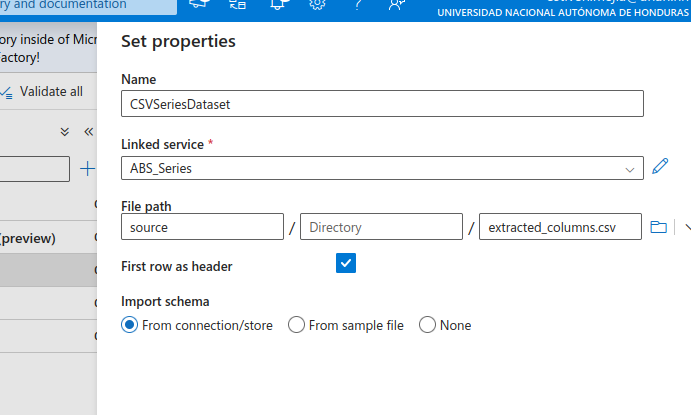 ry and documentation
UNIVERSIDAD NACIONAL AUTÓNOMA DE HONDURAS
ory inside of Micr
Factory!
Validate all
(preview)
Set properties
Name
CSVSeriesDataset
Linked service *
ABS_Series
File path
source / Directory / extracted_columns.csv
First row as header
Import schema
From connection/store From sample file None